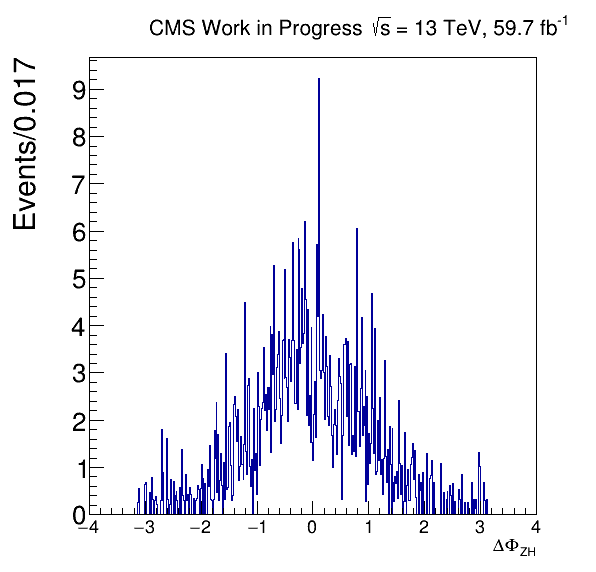 CMS Work in Progress √s = 13 TeV, 59.7 fb⁻¹
Events/0.017
9
8
7
6
5
4
3
2
1
0
−4 −3 −2 −1 0 1 2 3 4
ΔΦ_ZH